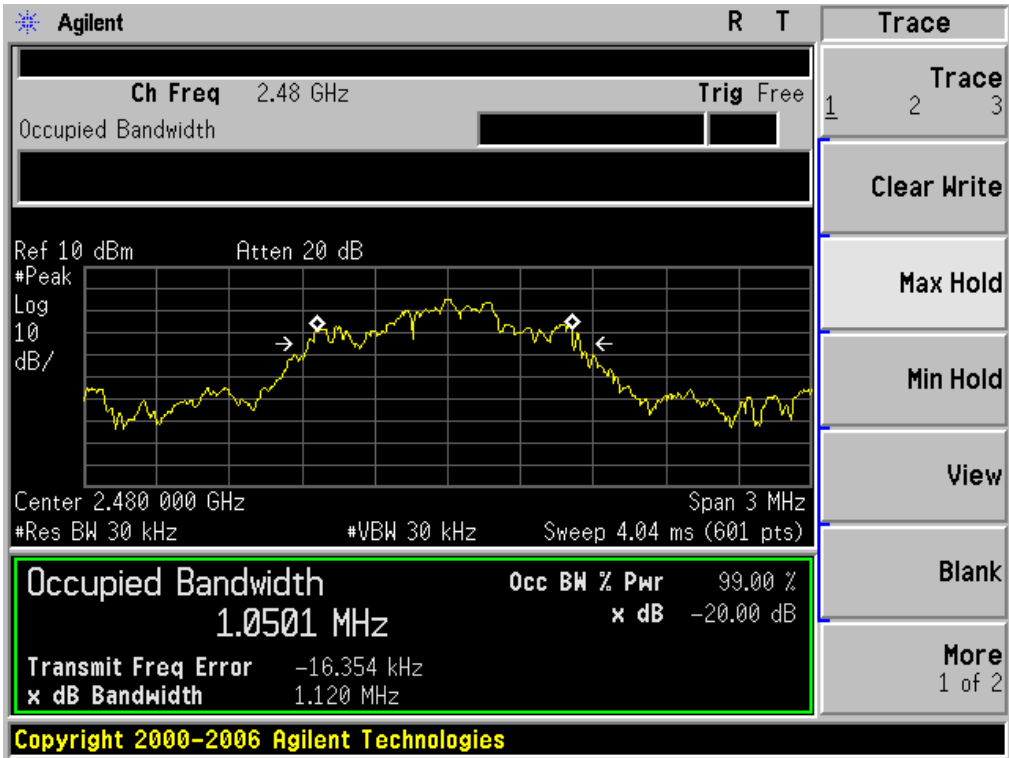 Agilent R T Trace
Ch Freq 2.48 GHz Trig Free
Occupied Bandwidth
Trace
1 2 3
Clear Write
Max Hold
Min Hold
View
Blank
More
1 of 2
Ref 10 dBm Atten 20 dB
#Peak
Log
10
dB/
Center 2.480 000 GHz Span 3 MHz
#Res BW 30 kHz #VBW 30 kHz Sweep 4.04 ms (601 pts)
Occupied Bandwidth Occ BW % Pwr 99.00 %
1.0501 MHz x dB -20.00 dB
Transmit Freq Error -16.354 kHz
x dB Bandwidth 1.120 MHz
Copyright 2000-2006 Agilent Technologies